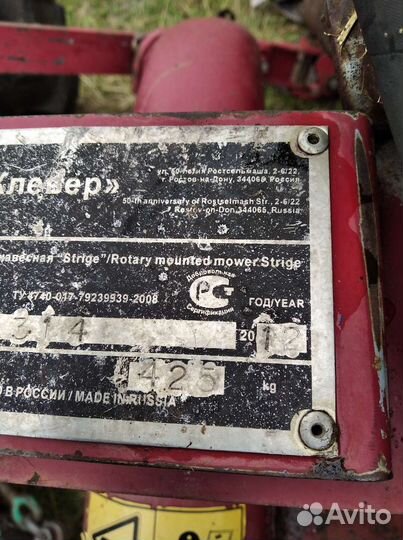 Клевер»
ул. 50-летия Ростсельмаша, 2-6/22,
г. Ростов-на-Дону, 344065, Россия
50-th anniversary of Rostselmash Str., 2-6/22
Rostov-on-Don 344065, Russia
навесная "Strige"/Rotary mounted mower Strige
ТУ 4740-017-79239939-2008
Добровольная
Сертификация
ГОД/YEAR
314
2012
425
kg
В РОССИИ / MADE IN RUSSIA
Avito